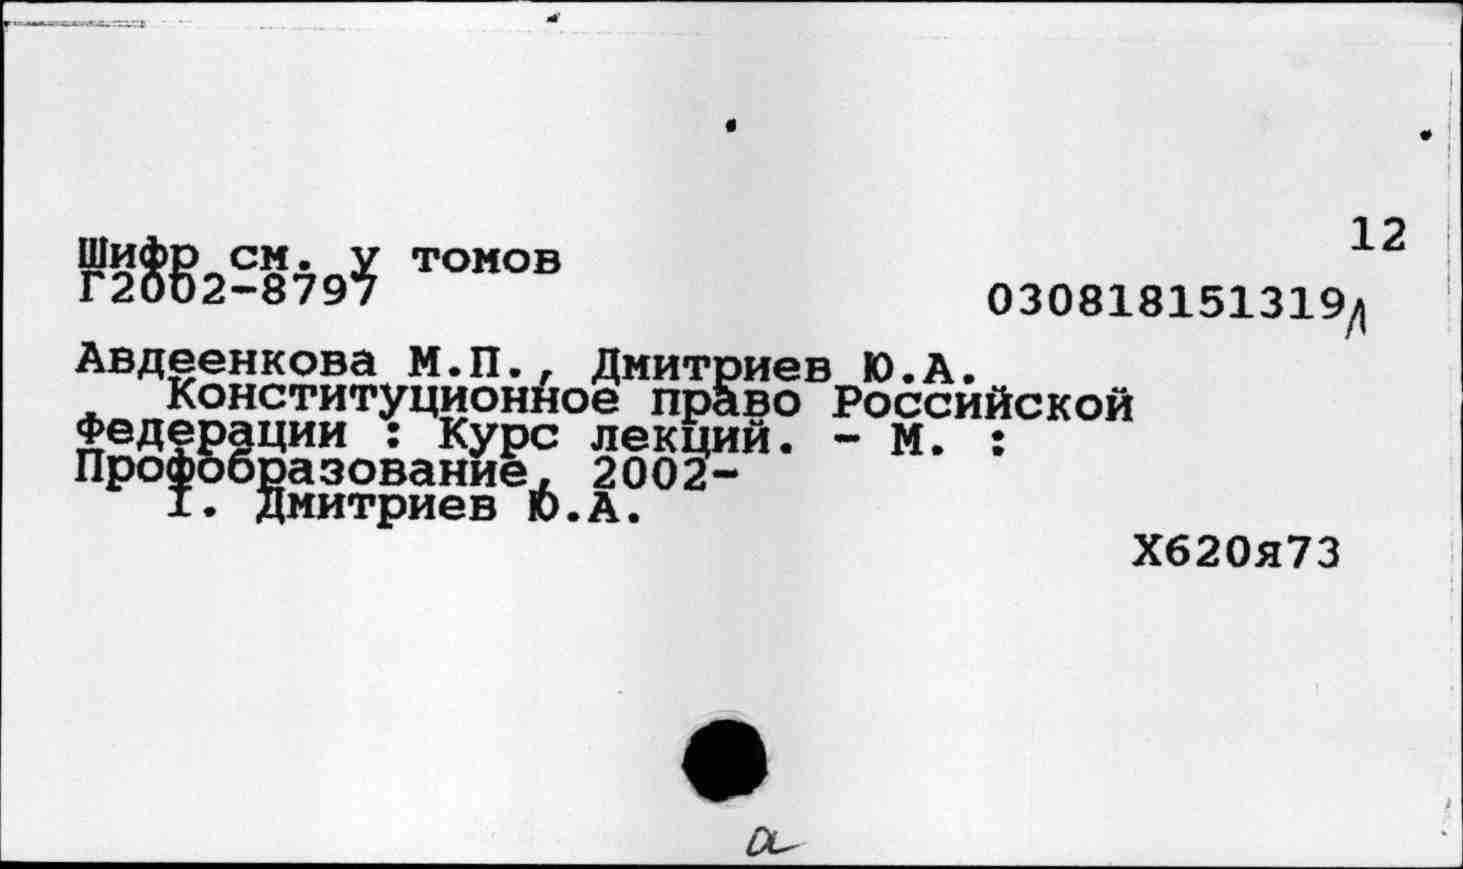 12
Шифр см. у томов
Г2002-8797
030818151319д
Авдеенкова М.П., Дмитриев Ю.А.
Конституционное право Российской
Федерации : Курс лекций. - М. :
Профобразование, 2002-
1. Дмитриев Ю.А.
Х620я73